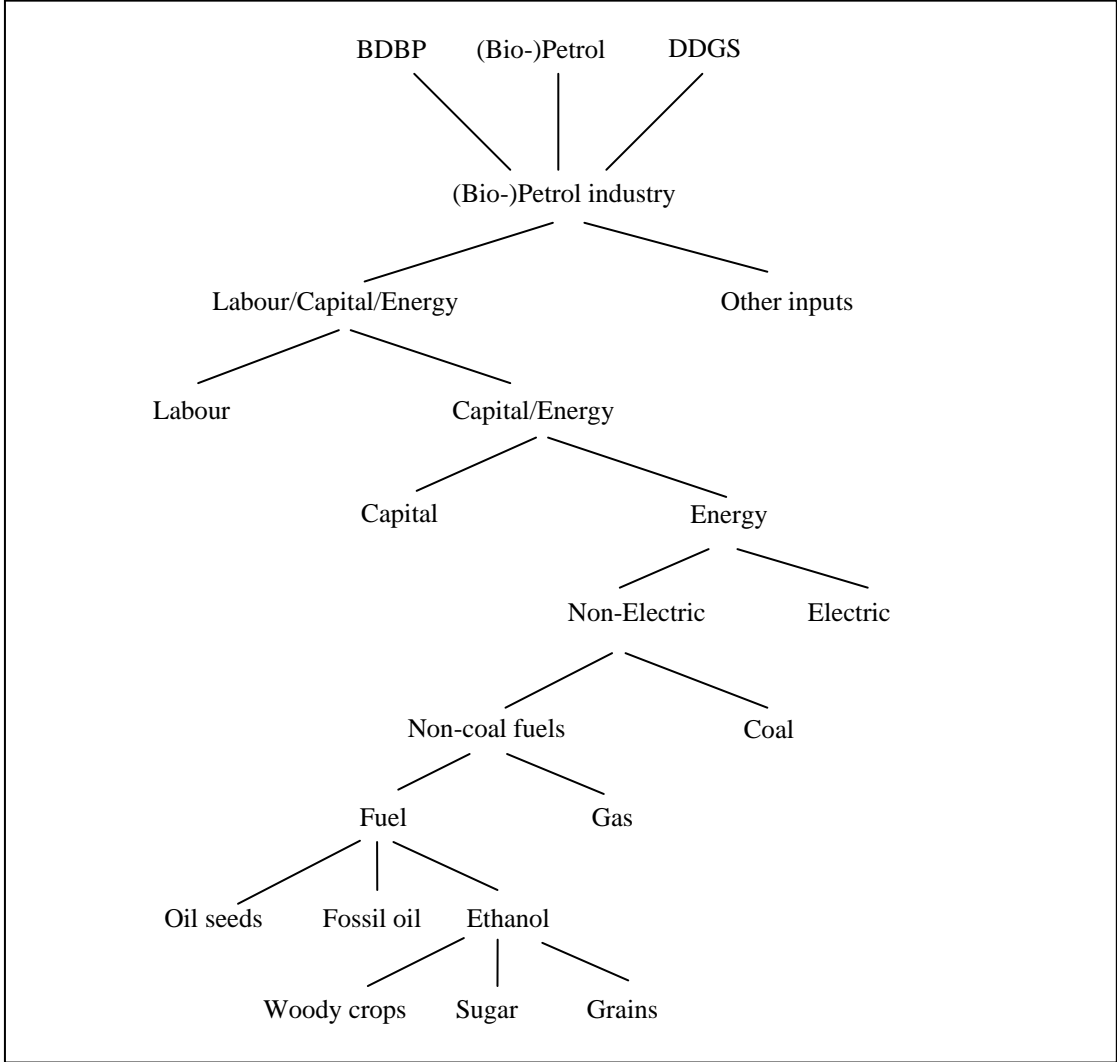 BDBP (Bio-)Petrol DDGS
(Bio-)Petrol industry
Labour/Capital/Energy Other inputs
Labour Capital/Energy
Capital Energy
Non-Electric Electric
Non-coal fuels Coal
Fuel Gas
Oil seeds Fossil oil Ethanol
Woody crops Sugar Grains